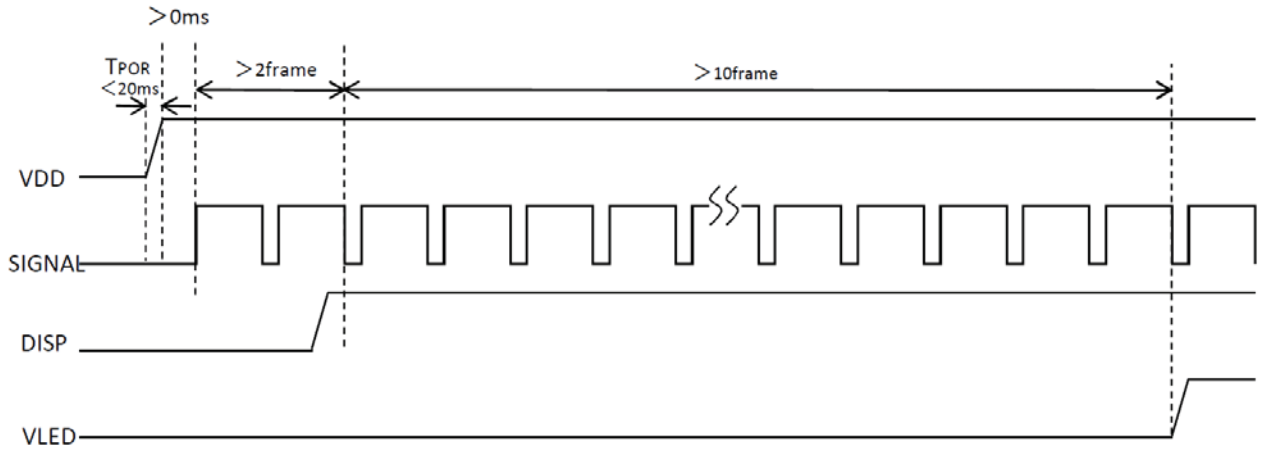 ＞0ms
TPOR
＜20ms
＞2frame
＞10frame
VDD
SIGNAL
DISP
VLED